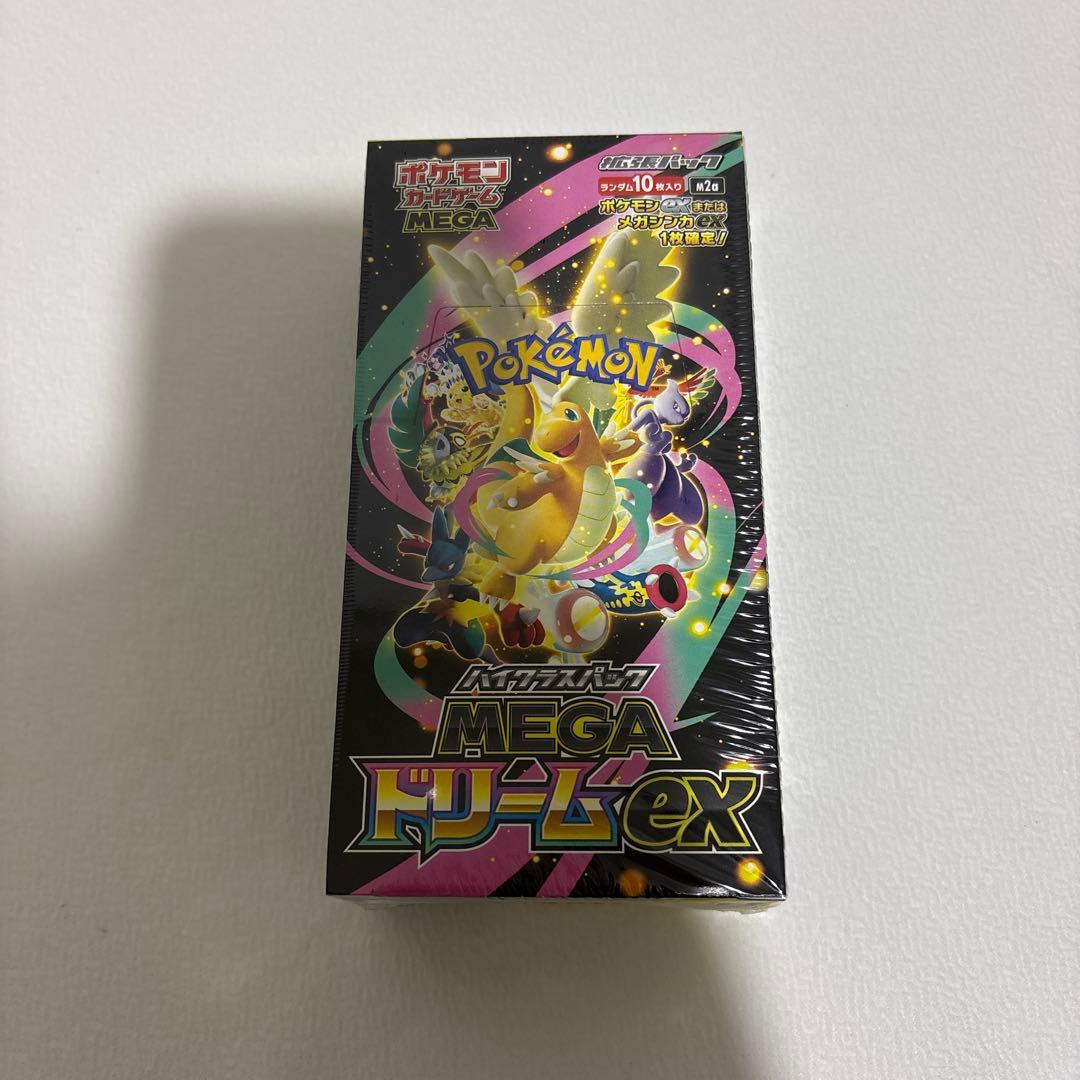 ポケモン
カードゲーム
MEGA
拡張パック
ランダム10枚入り M2a
ポケモンexまたは
メガシンカex
1枚確定!
POKéMON
TM
ハイクラスパック
MEGA
ドリームex